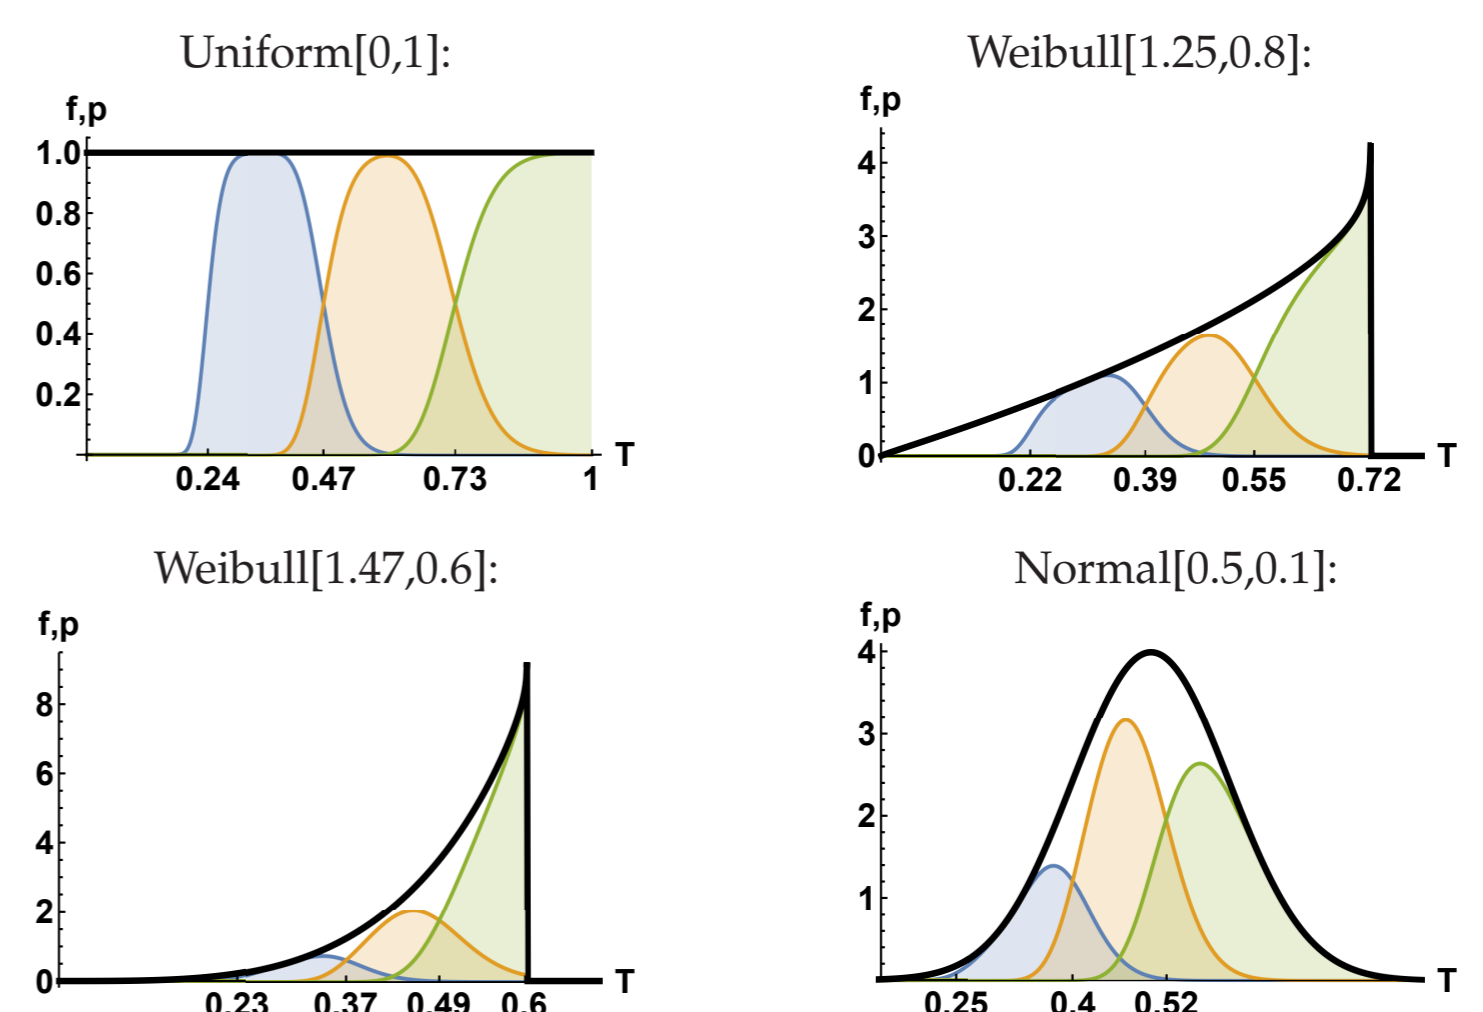 Uniform[0,1]:
f,p
1.0
0.8
0.6
0.4
0.2
0.24 0.47 0.73 1 T
Weibull[1.25,0.8]:
f,p
4
3
2
1
0
0.22 0.39 0.55 0.72 T
Weibull[1.47,0.6]:
f,p
8
6
4
2
0
0.23 0.37 0.49 0.6 T
Normal[0.5,0.1]:
f,p
4
3
2
1
0.25 0.4 0.52 T